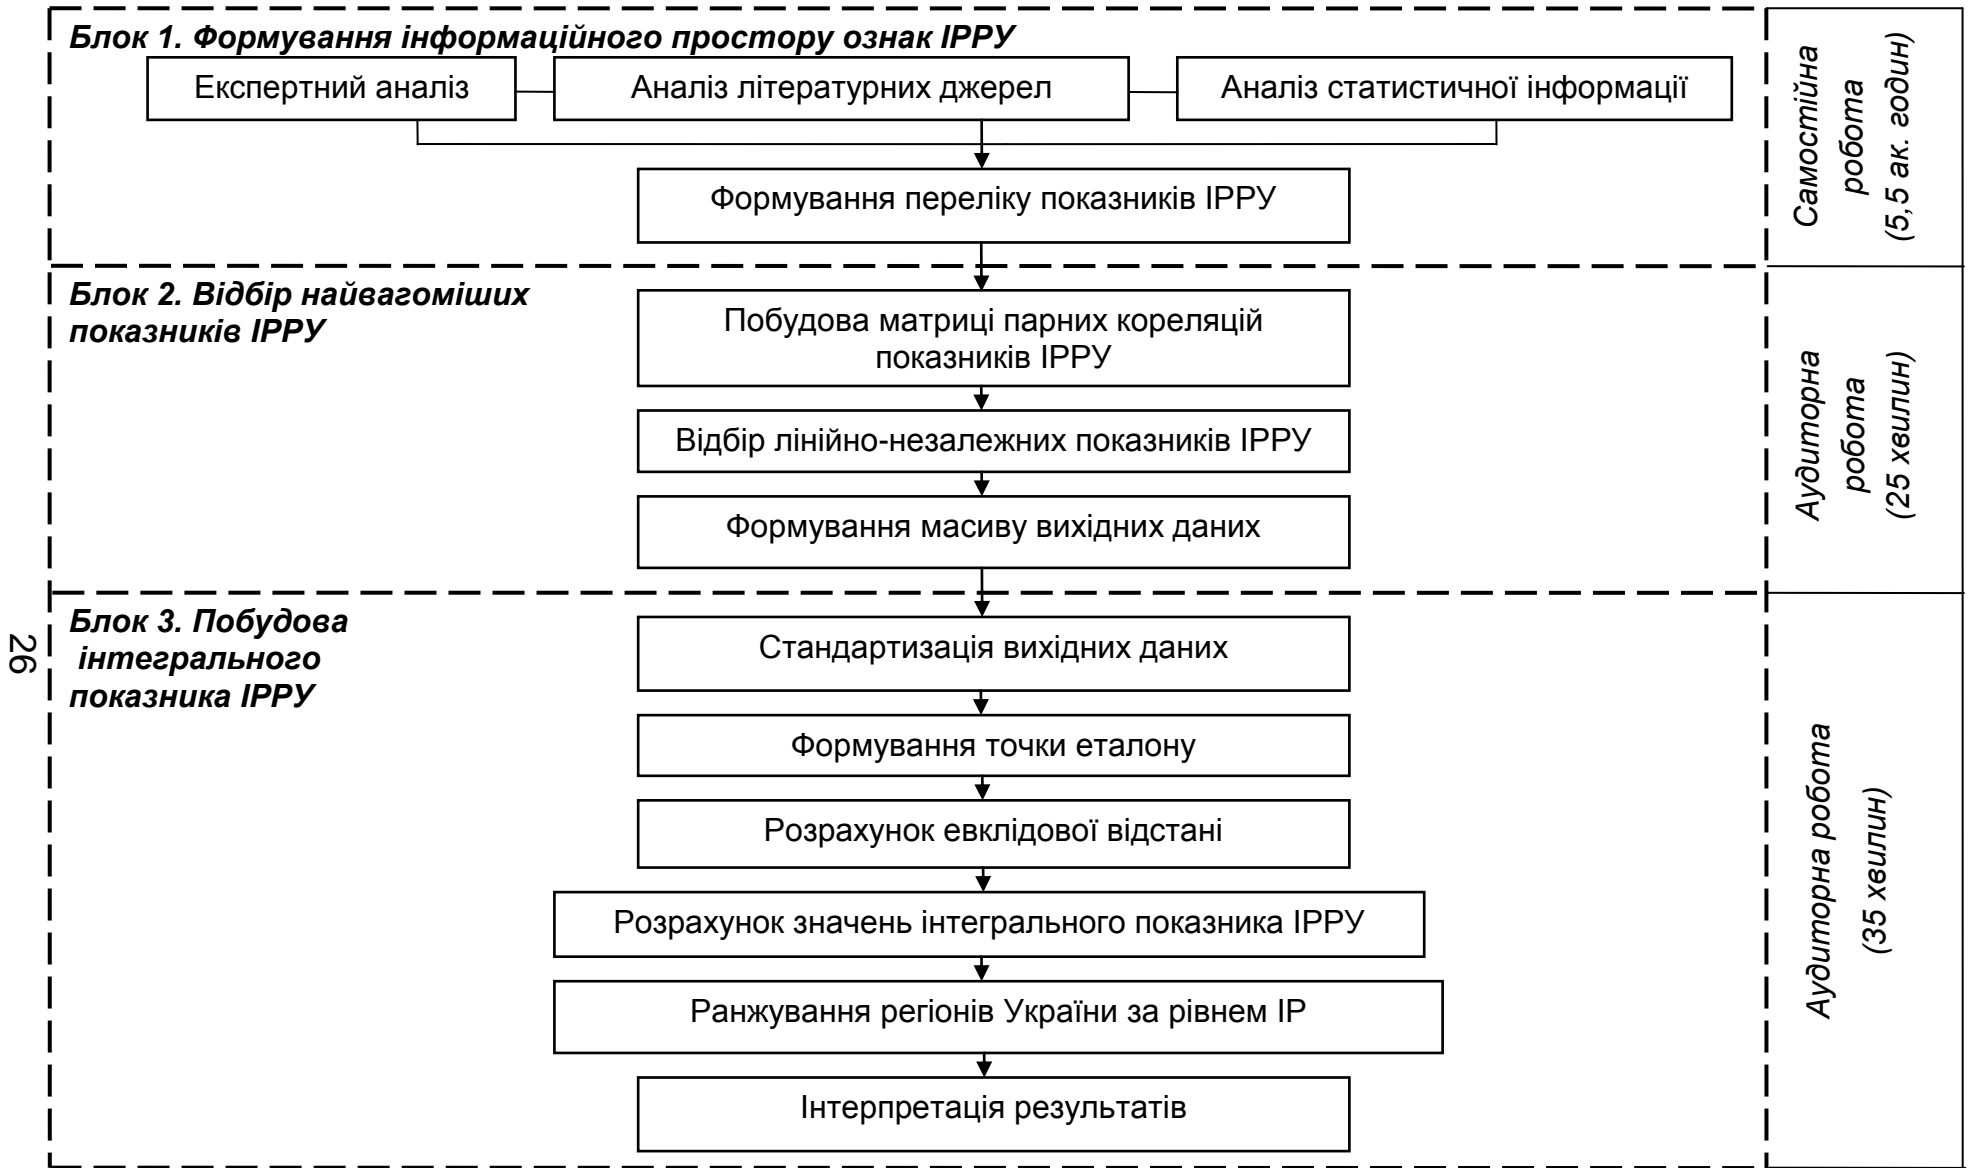 Блок 1. Формування інформаційного простору ознак ІРРУ
Експертний аналіз
Аналіз літературних джерел
Аналіз статистичної інформації
Формування переліку показників ІРРУ
Самостійна
робота
(5,5 ак. годин)
Блок 2. Відбір найвагоміших
показників ІРРУ
Побудова матриці парних кореляцій
показників ІРРУ
Відбір лінійно-незалежних показників ІРРУ
Формування масиву вихідних даних
Аудиторна
робота
(25 хвилин)
Блок 3. Побудова
інтегрального
показника ІРРУ
Стандартизація вихідних даних
Формування точки еталону
Розрахунок евклідової відстані
Розрахунок значень інтегрального показника ІРРУ
Ранжування регіонів України за рівнем ІР
Інтерпретація результатів
Аудиторна робота
(35 хвилин)
26